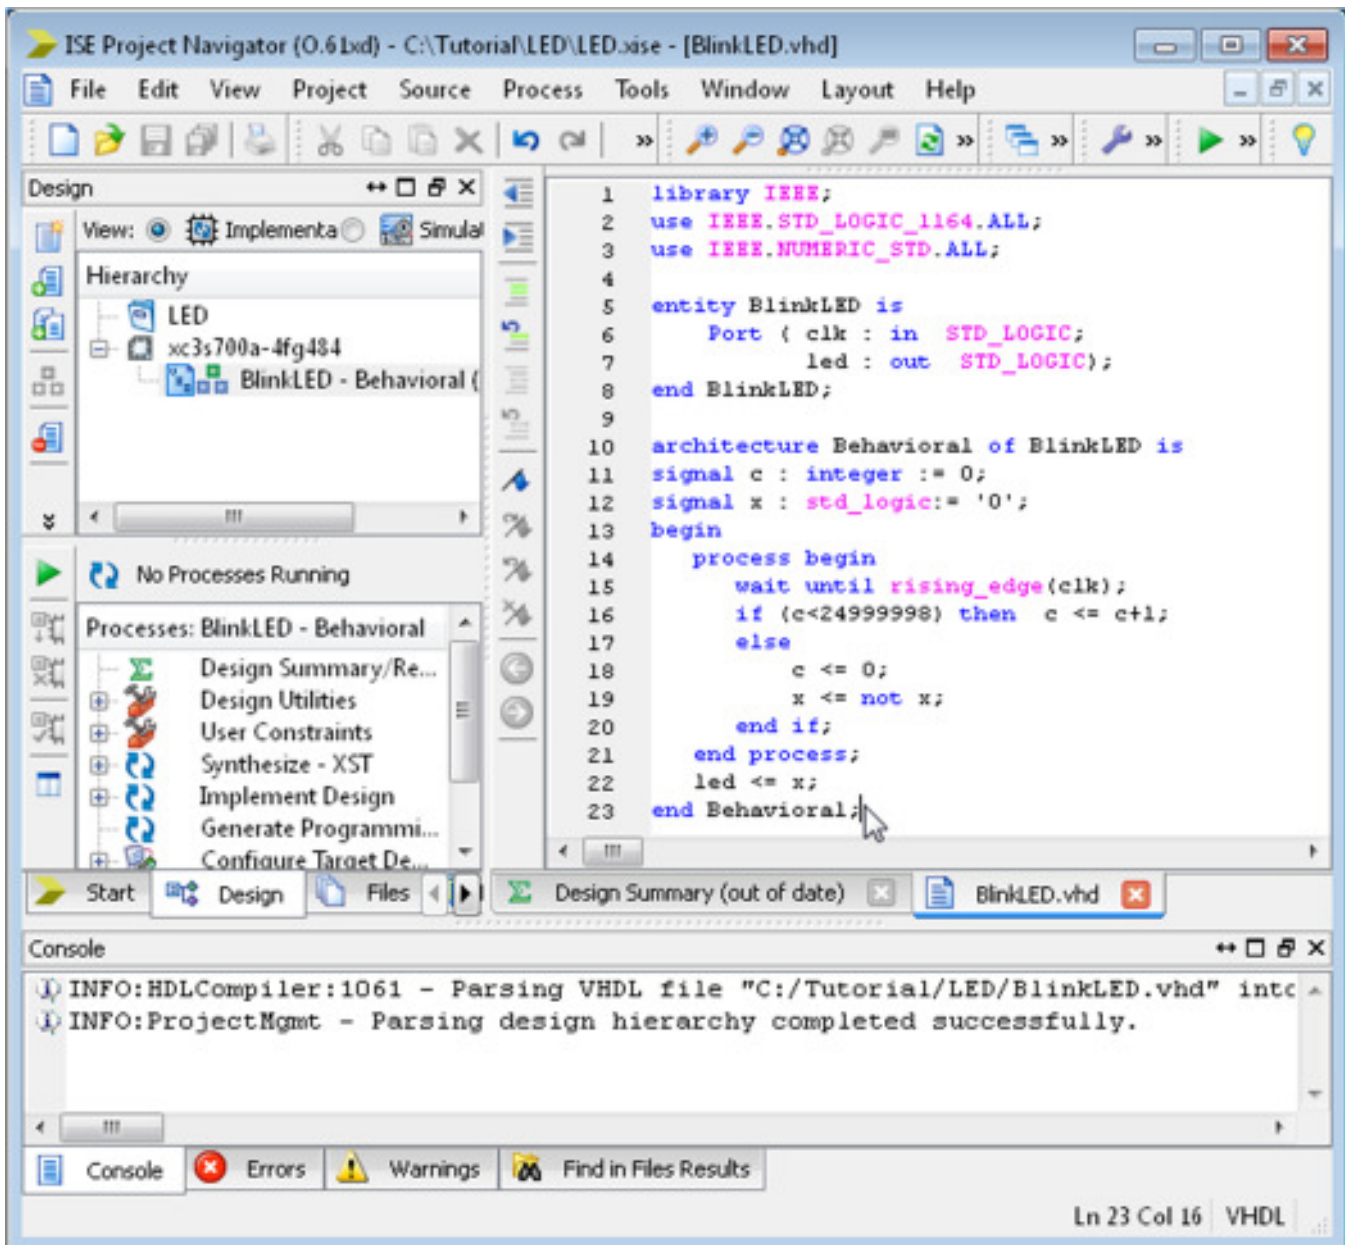 ISE Project Navigator (O.61xd) - C:\Tutorial\LED\LED.xise - [BlinkLED.vhd]
File Edit View Project Source Process Tools Window Layout Help
Design
View: Implementa Simulat
Hierarchy
LED
xc3s700a-4fg484
BlinkLED - Behavioral (
No Processes Running
Processes: BlinkLED - Behavioral
Design Summary/Re...
Design Utilities
User Constraints
Synthesize - XST
Implement Design
Generate Programmi...
Configure Target De...
Start Design Files
1 library IEEE;
2 use IEEE.STD_LOGIC_1164.ALL;
3 use IEEE.NUMERIC_STD.ALL;
4
5 entity BlinkLED is
6 Port ( clk : in STD_LOGIC;
7 led : out STD_LOGIC);
8 end BlinkLED;
9
10 architecture Behavioral of BlinkLED is
11 signal c : integer := 0;
12 signal x : std_logic:= '0';
13 begin
14 process begin
15 wait until rising_edge(clk);
16 if (c<24999998) then c <= c+1;
17 else
18 c <= 0;
19 x <= not x;
20 end if;
21 end process;
22 led <= x;
23 end Behavioral;
Design Summary (out of date) BlinkLED.vhd
Console
INFO:HDLCompiler:1061 - Parsing VHDL file "C:/Tutorial/LED/BlinkLED.vhd" into
INFO:ProjectMgmt - Parsing design hierarchy completed successfully.
Console Errors Warnings Find in Files Results
Ln 23 Col 16 VHDL